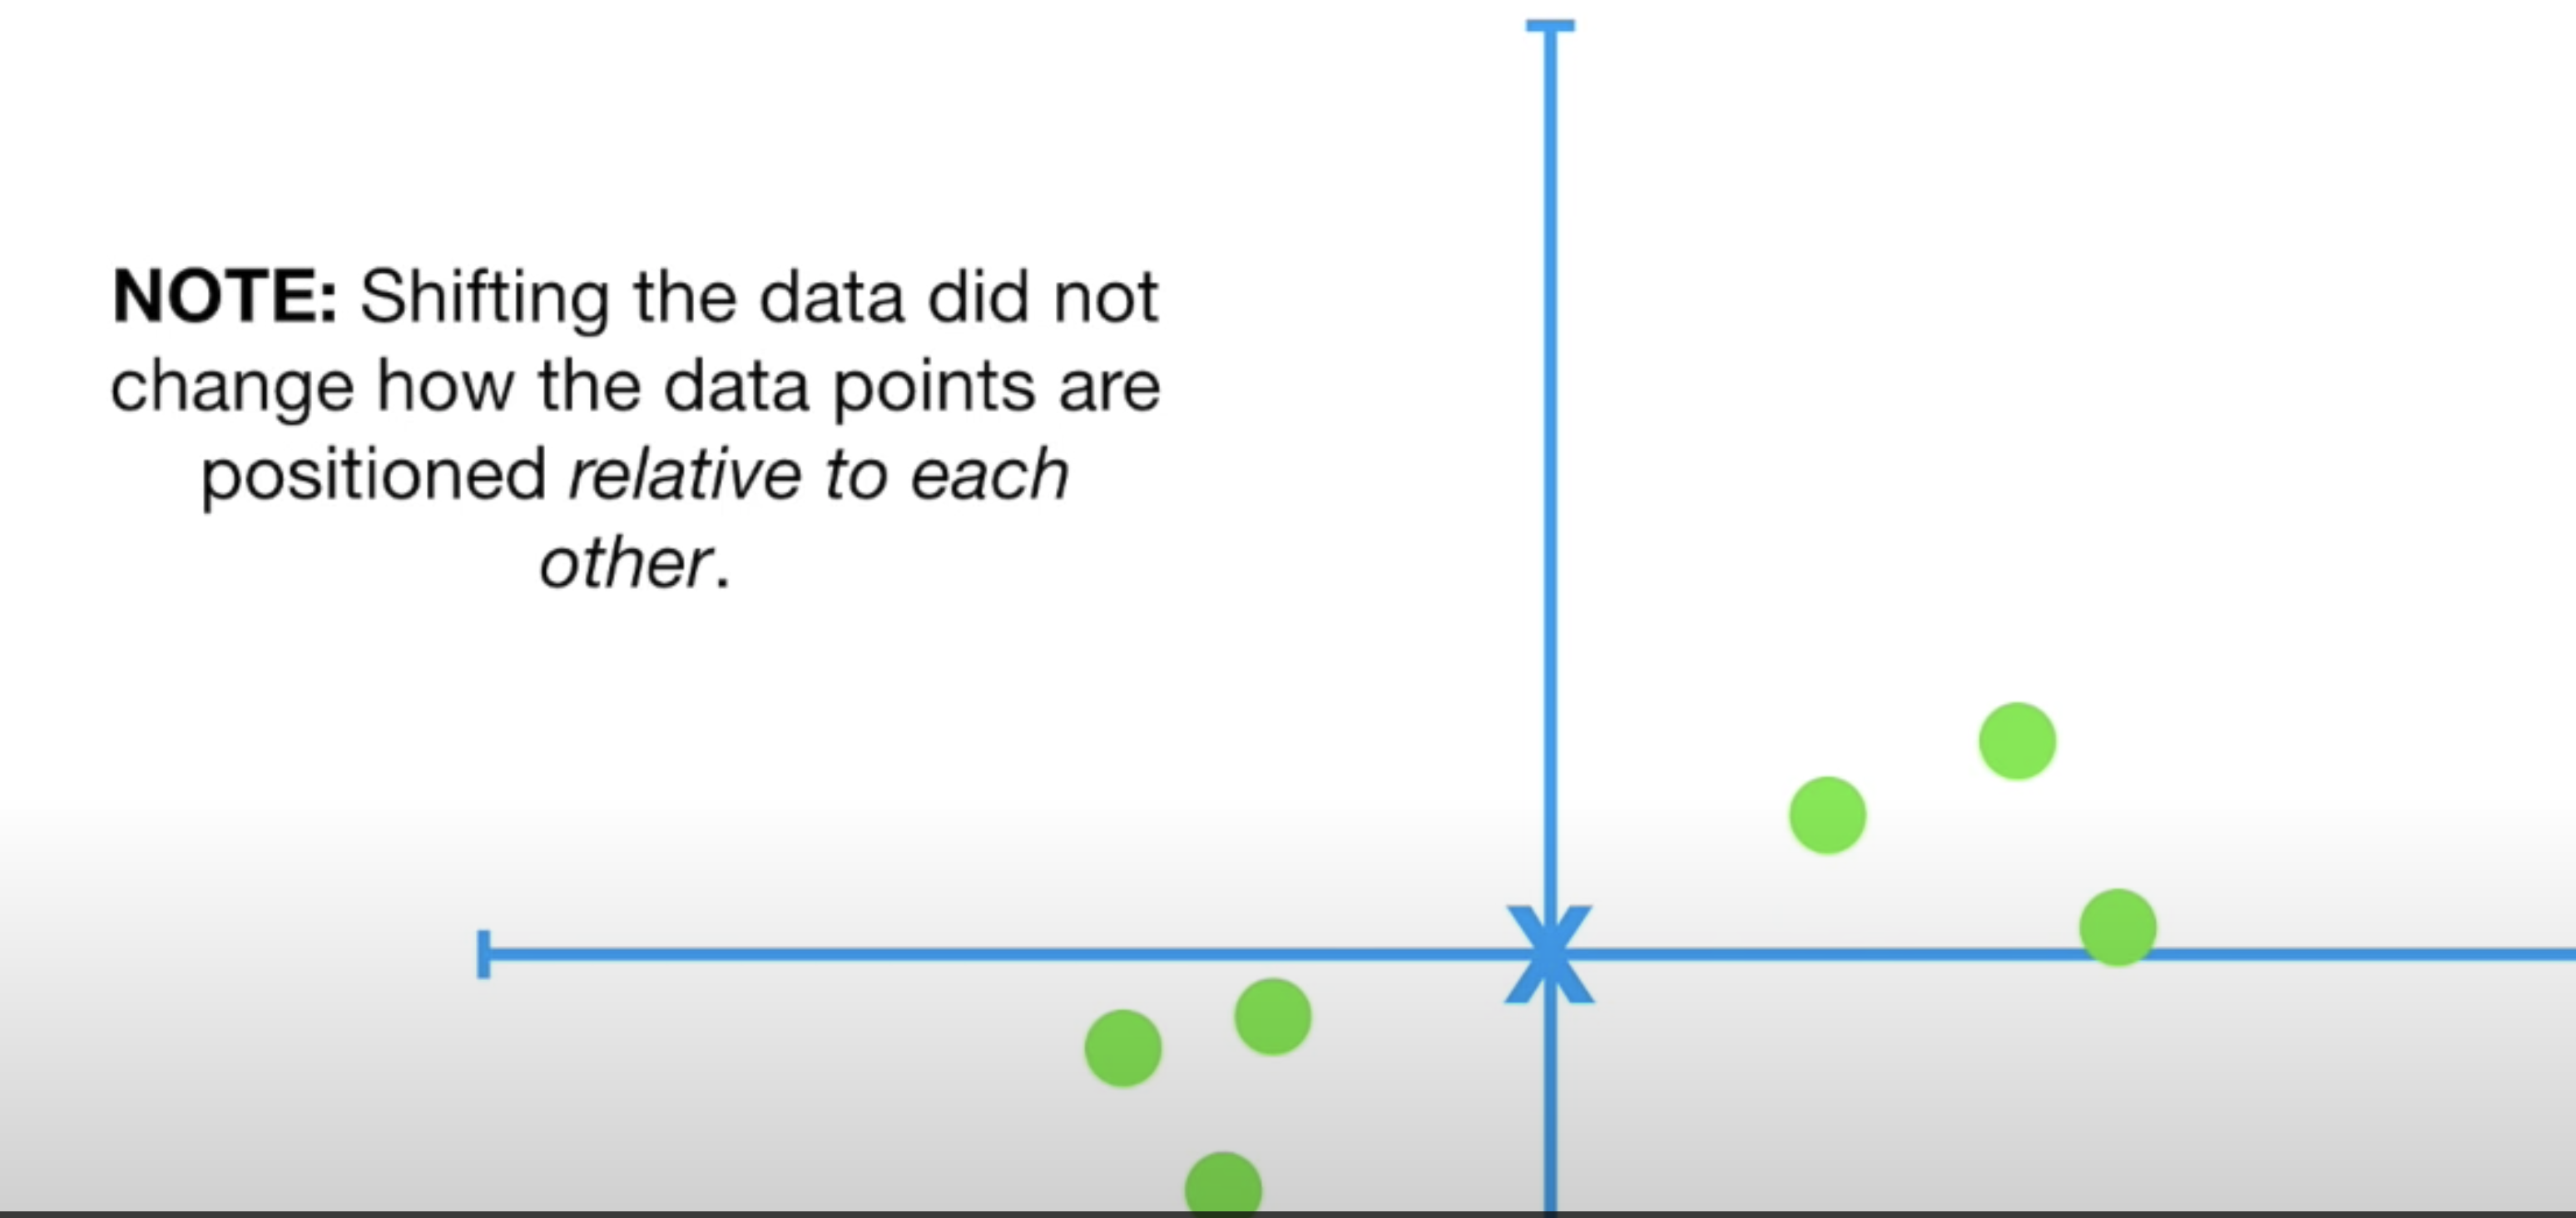 NOTE: Shifting the data did not
change how the data points are
positioned relative to each
other.
X